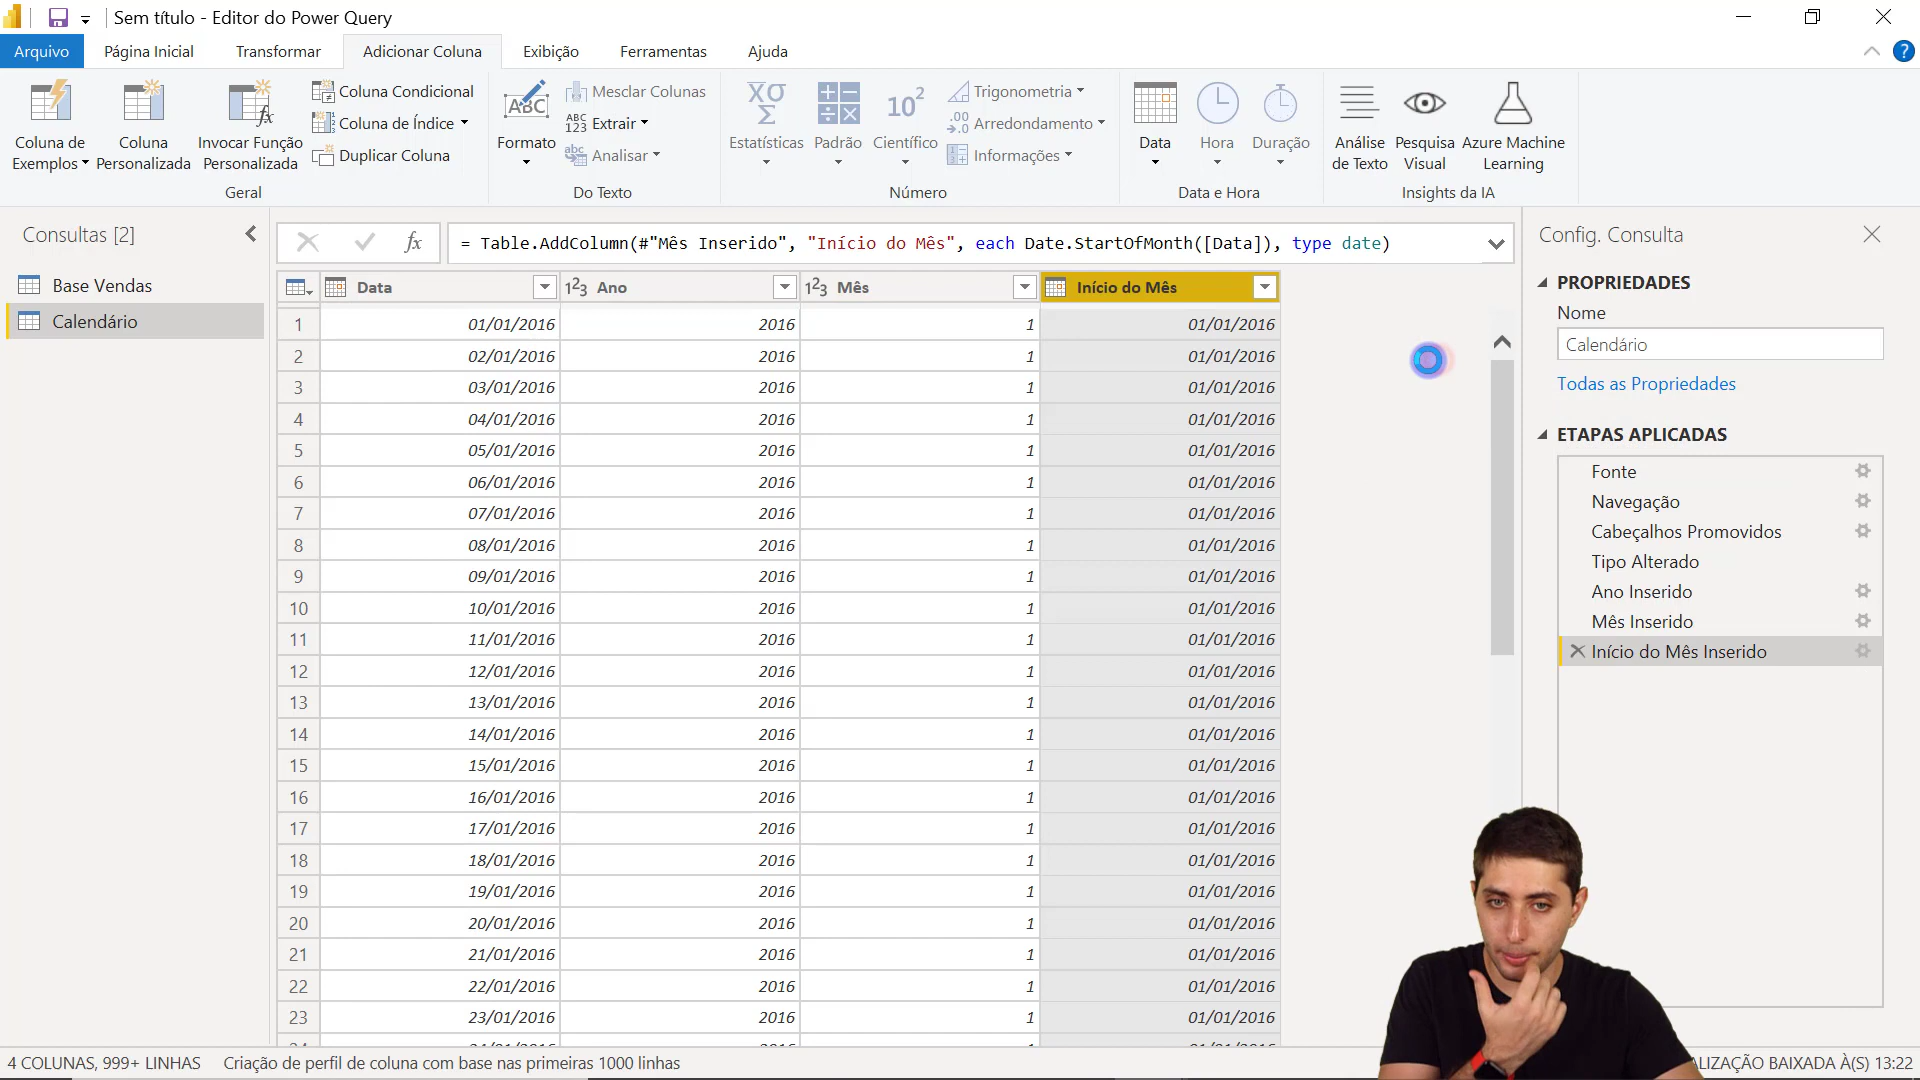 Sem título - Editor do Power Query
Arquivo
Página Inicial
Transformar
Adicionar Coluna
Exibição
Ferramentas
Ajuda
Coluna de Exemplos
Coluna Personalizada
Invocar Função Personalizada
Coluna Condicional
Coluna de Índice
Duplicar Coluna
Geral
Formato
Mesclar Colunas
Extrair
Analisar
Do Texto
Estatísticas
Padrão
Científico
Trigonometria
Arredondamento
Informações
Número
Data
Hora
Duração
Data e Hora
Análise de Texto
Pesquisa Visual
Azure Machine Learning
Insights da IA
Consultas [2]
Base Vendas
Calendário
= Table.AddColumn(#"Mês Inserido", "Início do Mês", each Date.StartOfMonth([Data]), type date)
Data 123 Ano 123 Mês Início do Mês
1 01/01/2016 2016 1 01/01/2016
2 02/01/2016 2016 1 01/01/2016
3 03/01/2016 2016 1 01/01/2016
4 04/01/2016 2016 1 01/01/2016
5 05/01/2016 2016 1 01/01/2016
6 06/01/2016 2016 1 01/01/2016
7 07/01/2016 2016 1 01/01/2016
8 08/01/2016 2016 1 01/01/2016
9 09/01/2016 2016 1 01/01/2016
10 10/01/2016 2016 1 01/01/2016
11 11/01/2016 2016 1 01/01/2016
12 12/01/2016 2016 1 01/01/2016
13 13/01/2016 2016 1 01/01/2016
14 14/01/2016 2016 1 01/01/2016
15 15/01/2016 2016 1 01/01/2016
16 16/01/2016 2016 1 01/01/2016
17 17/01/2016 2016 1 01/01/2016
18 18/01/2016 2016 1 01/01/2016
19 19/01/2016 2016 1 01/01/2016
20 20/01/2016 2016 1 01/01/2016
21 21/01/2016 2016 1 01/01/2016
22 22/01/2016 2016 1 01/01/2016
23 23/01/2016 2016 1 01/01/2016
Config. Consulta
PROPRIEDADES
Nome
Calendário
Todas as Propriedades
ETAPAS APLICADAS
Fonte
Navegação
Cabeçalhos Promovidos
Tipo Alterado
Ano Inserido
Mês Inserido
Início do Mês Inserido
4 COLUNAS, 999+ LINHAS
Criação de perfil de coluna com base nas primeiras 1000 linhas
ALIZAÇÃO BAIXADA À(S) 13:22